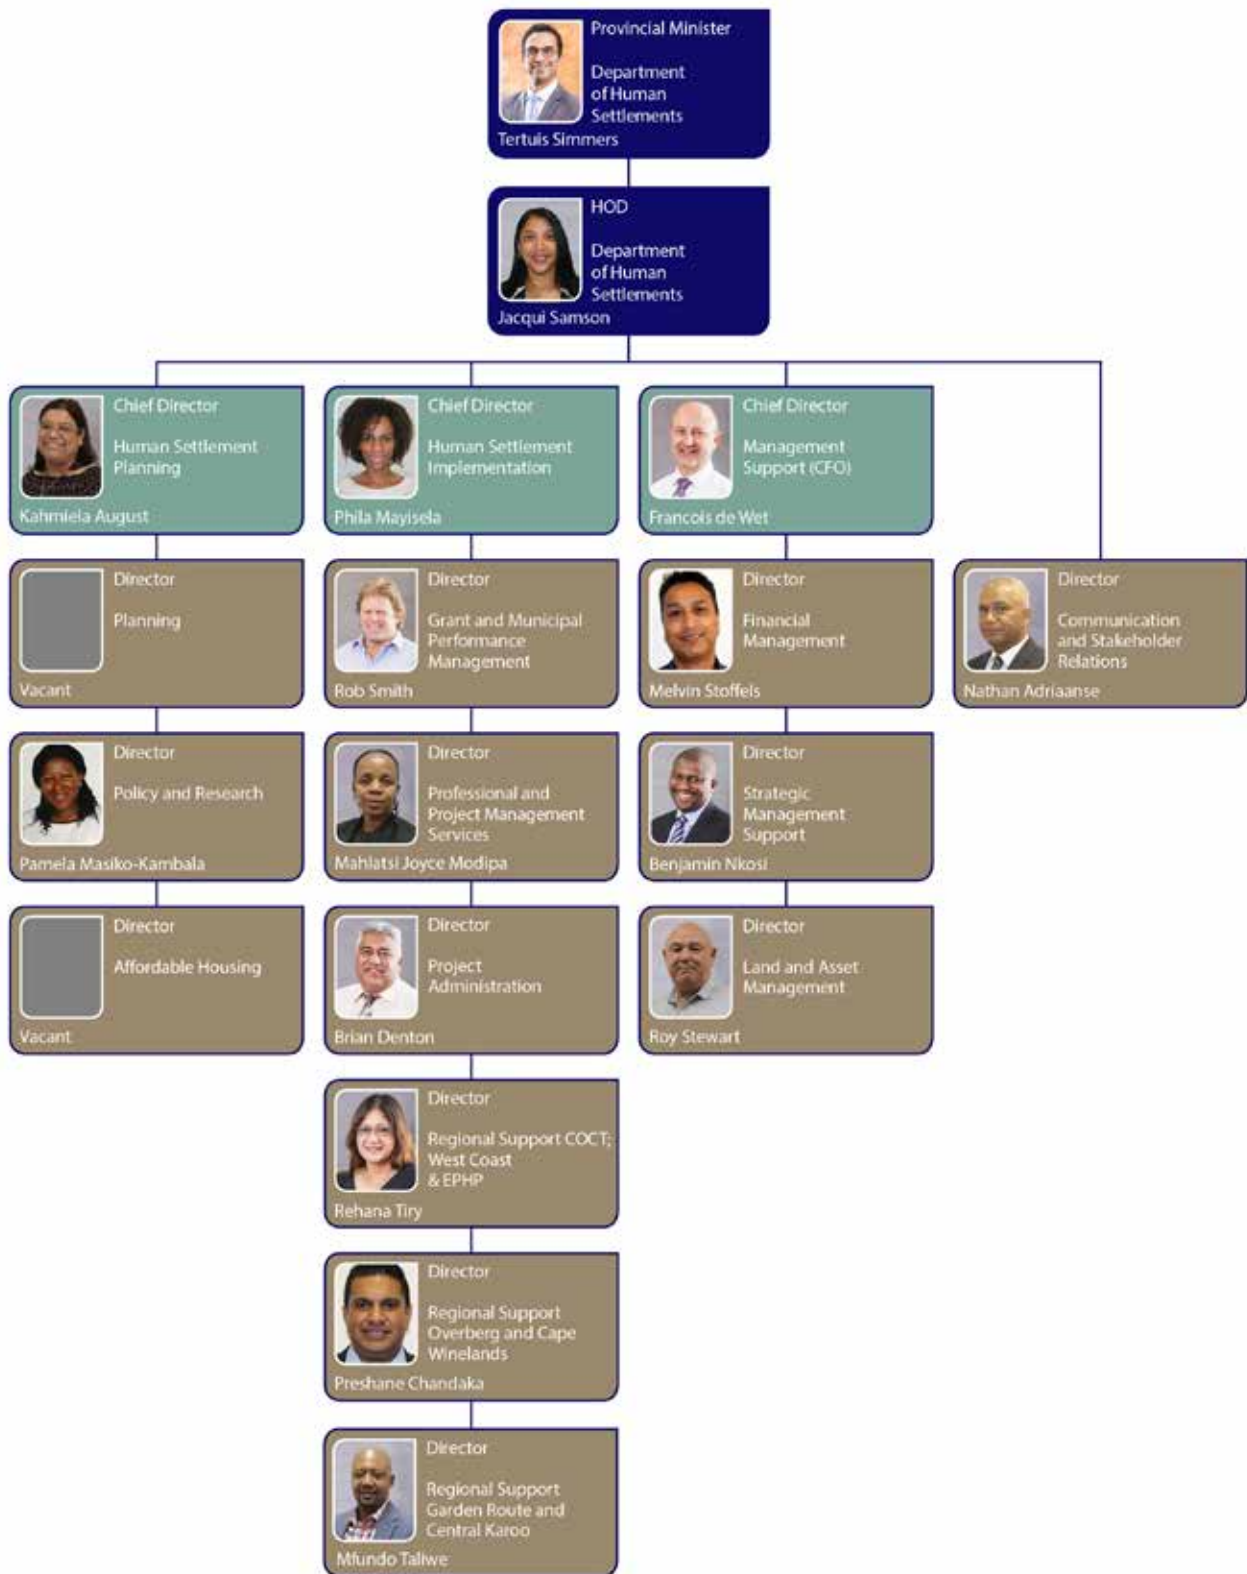 Provincial Minister
Department
of Human
Settlements
Tertuis Simmers
HOD
Department
of Human
Settlements
Jacqui Samson
Chief Director
Human Settlement
Planning
Kahmiela August
Chief Director
Human Settlement
Implementation
Phila Mayisela
Chief Director
Management
Support (CFO)
Francois de Wet
Director
Planning
Vacant
Director
Grant and Municipal
Performance
Management
Rob Smith
Director
Financial
Management
Melvin Stoffels
Director
Communication
and Stakeholder
Relations
Nathan Adriaanse
Director
Policy and Research
Pamela Masiko-Kambala
Director
Professional and
Project Management
Services
Mahlatsi Joyce Modipa
Director
Strategic
Management
Support
Benjamin Nkosi
Director
Affordable Housing
Vacant
Director
Project
Administration
Brian Denton
Director
Land and Asset
Management
Roy Stewart
Director
Regional Support COCT;
West Coast
& EPHP
Rehana Tiry
Director
Regional Support
Overberg and Cape
Winelands
Preshane Chandaka
Director
Regional Support
Garden Route and
Central Karoo
Mfundo Taliwe